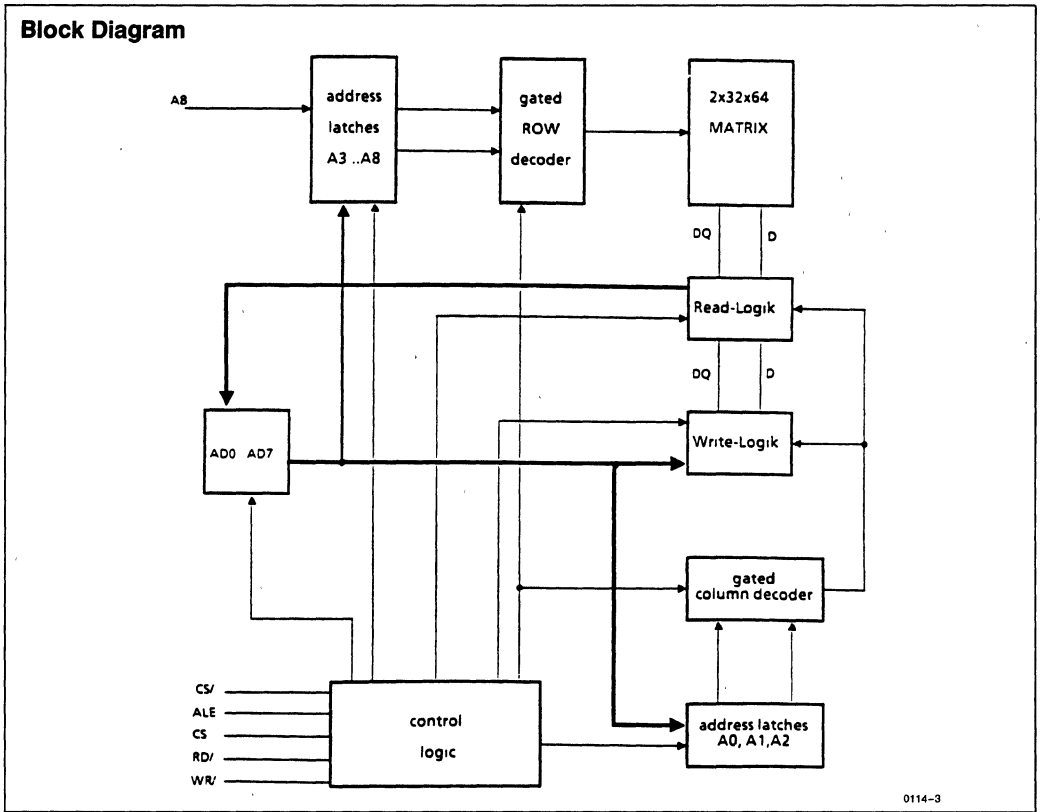 Block Diagram
A8
address
latches
A3 ..A8
gated
ROW
decoder
2x32x64
MATRIX
DQ
D
Read-Logik
DQ
D
Write-Logik
AD0 AD7
gated
column decoder
CS/
ALE
CS
RD/
WR/
control
logic
address latches
A0, A1,A2
0114-3